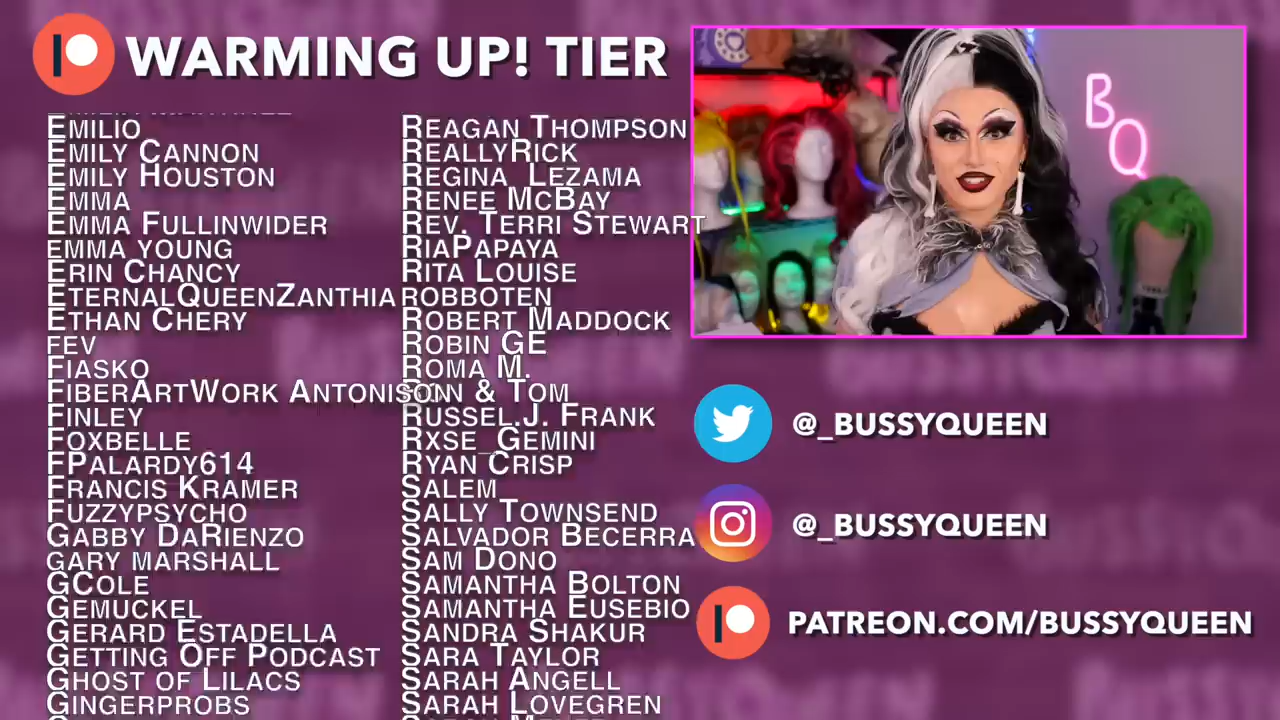 WARMING UP! TIER
EMILIO
EMILY CANNON
EMILY HOUSTON
EMMA
EMMA FULLINWIDER
EMMA YOUNG
ERIN CHANCY
ETERNALQUEENZANTHIA
ETHAN CHERY
FEV
FIASKO
FIBERARTWORK ANTONISON
FINLEY
FOXBELLE
FPALARDY614
FRANCIS KRAMER
FUZZYPSYCHO
GABBY DARIENZO
GARY MARSHALL
GCOLE
GEMUCKEL
GERARD ESTADELLA
GETTING OFF PODCAST
GHOST OF LILACS
GINGERPROBS
REAGAN THOMPSON
REALLYRICK
REGINA_LEZAMA
RENEE MCBAY
REV. TERRI STEWART
RIAPAPAYA
RITA LOUISE
ROBBOTEN
ROBERT MADDOCK
ROBIN GE
ROMA M.
RON & TOM
RUSSEL.J. FRANK
RXSE_GEMINI
RYAN CRISP
SALEM
SALLY TOWNSEND
SALVADOR BECERRA
SAM DONO
SAMANTHA BOLTON
SAMANTHA EUSEBIO
SANDRA SHAKUR
SARA TAYLOR
SARAH ANGELL
SARAH LOVEGREN
BQ
@_BUSSYQUEEN
@_BUSSYQUEEN
PATREON.COM/BUSSYQUEEN